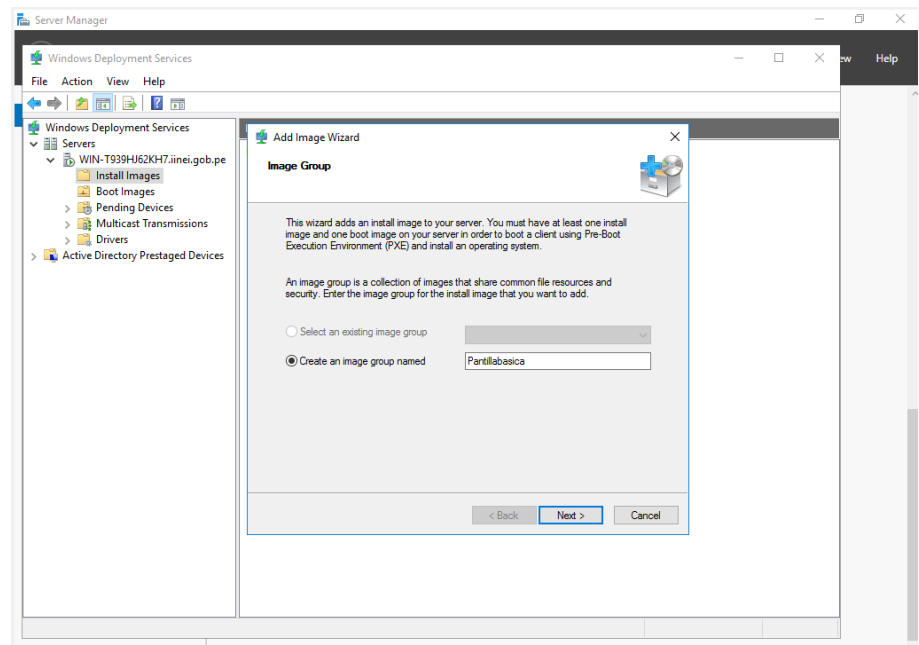 Server Manager
Windows Deployment Services
ew Help
File Action View Help
Windows Deployment Services
Servers
WIN-T939HJ62KH7.iinei.gob.pe
Install Images
Boot Images
Pending Devices
Multicast Transmissions
Drivers
Active Directory Prestaged Devices
Add Image Wizard
Image Group
This wizard adds an install image to your server. You must have at least one install
image and one boot image on your server in order to boot a client using Pre-Boot
Execution Environment (PXE) and install an operating system.
An image group is a collection of images that share common file resources and
security. Enter the image group for the install image that you want to add.
Select an existing image group
Create an image group named Pantillabasica
< Back Next > Cancel